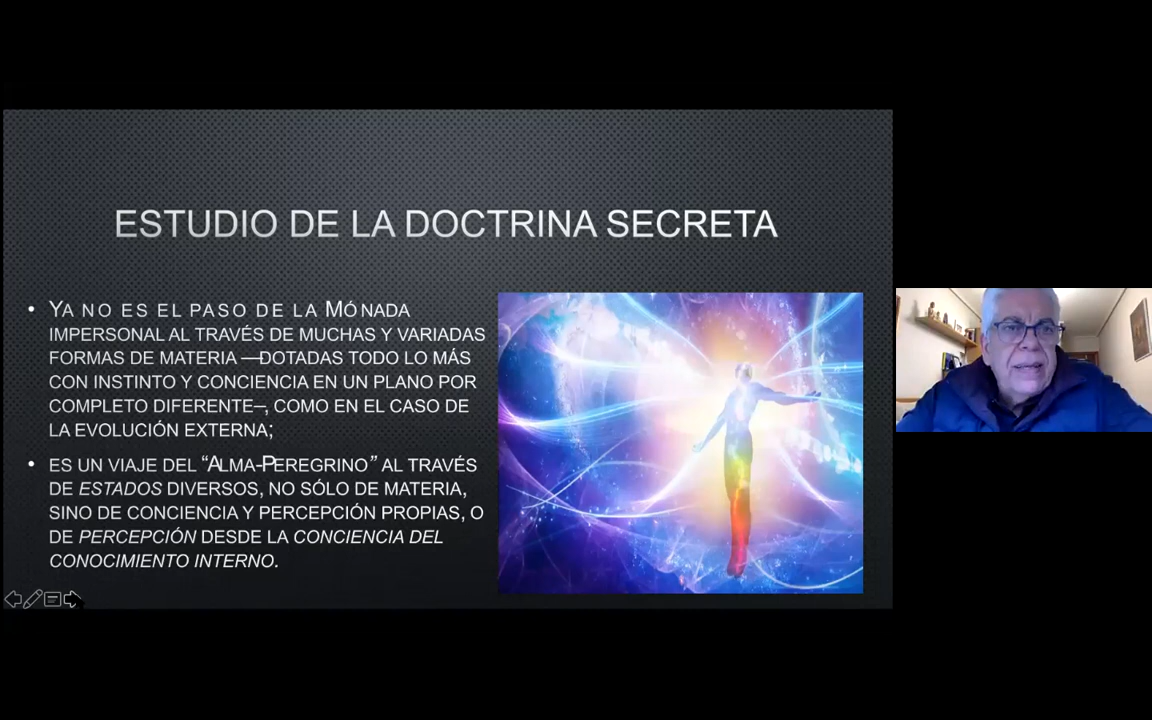 ESTUDIO DE LA DOCTRINA SECRETA
• YA NO ES EL PASO DE LA MÓNADA
IMPERSONAL AL TRAVÉS DE MUCHAS Y VARIADAS
FORMAS DE MATERIA —DOTADAS TODO LO MÁS
CON INSTINTO Y CONCIENCIA EN UN PLANO POR
COMPLETO DIFERENTE—, COMO EN EL CASO DE
LA EVOLUCIÓN EXTERNA;
• ES UN VIAJE DEL “ALMA-PEREGRINO” AL TRAVÉS
DE ESTADOS DIVERSOS, NO SÓLO DE MATERIA,
SINO DE CONCIENCIA Y PERCEPCIÓN PROPIAS, O
DE PERCEPCIÓN DESDE LA CONCIENCIA DEL
CONOCIMIENTO INTERNO.